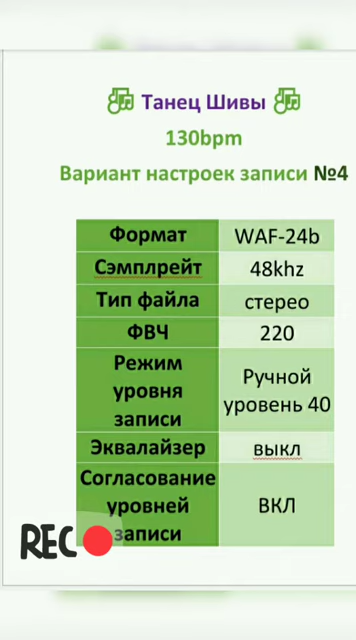 Танец Шивы
130bpm
Вариант настроек записи №4
Формат WAF-24b
Сэмплрейт 48khz
Тип файла стерео
ФВЧ 220
Режим
уровня
записи
Ручной
уровень 40
Эквалайзер выкл
Согласование
уровней
записи
ВКЛ
REC